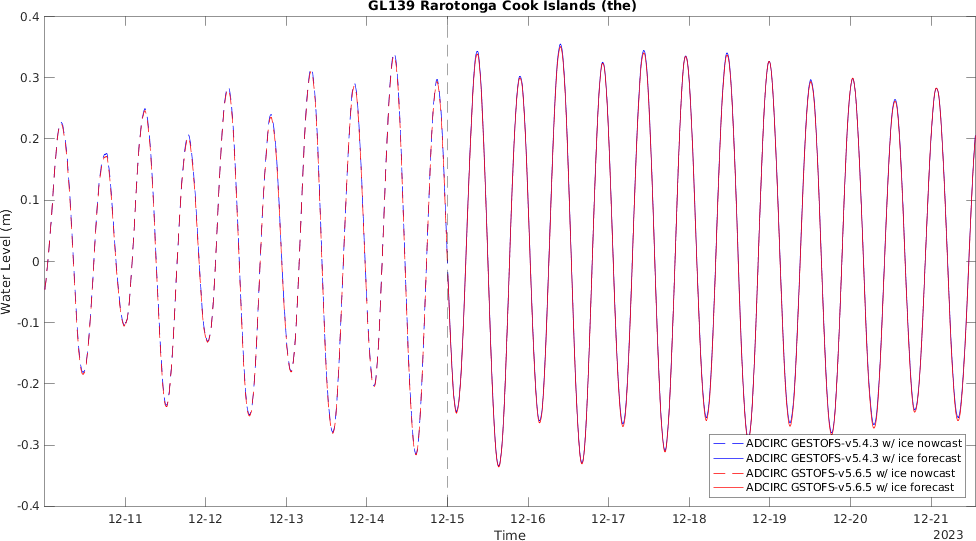 GL139 Rarotonga Cook Islands (the)
0.4
0.3
0.2
0.1
0
-0.1
-0.2
-0.3
-0.4
Water Level (m)
ADCIRC GESTOFS-v5.4.3 w/ ice nowcast
ADCIRC GESTOFS-v5.4.3 w/ ice forecast
ADCIRC GSTOFS-v5.6.5 w/ ice nowcast
ADCIRC GSTOFS-v5.6.5 w/ ice forecast
12-11 12-12 12-13 12-14 12-15 12-16 12-17 12-18 12-19 12-20 12-21
Time
2023